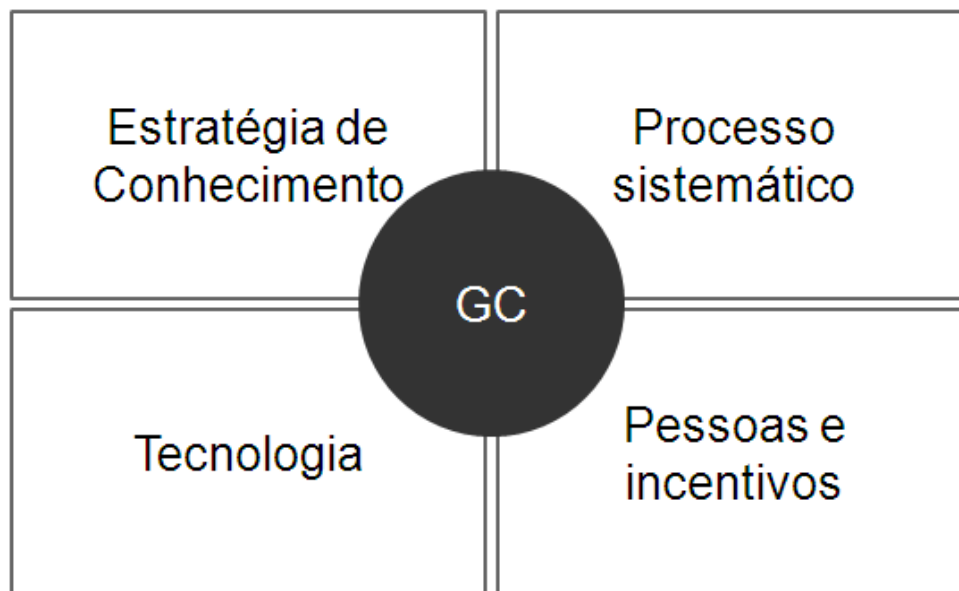 Estratégia de
Conhecimento
Processo
sistemático
GC
Tecnologia
Pessoas e
incentivos